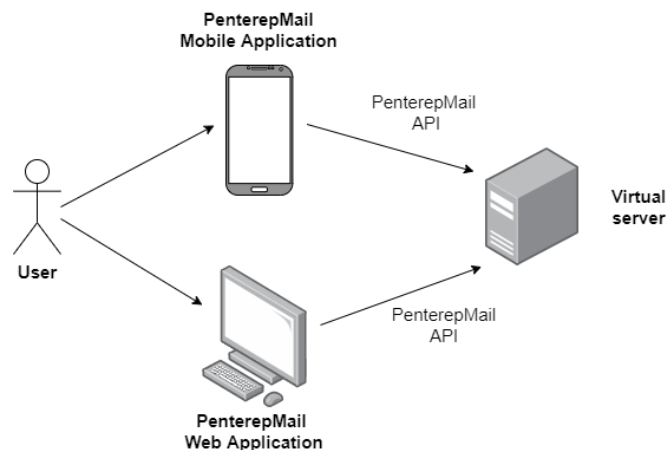 PenterepMail
Mobile Application
PenterepMail
API
Virtual
server
User
PenterepMail
API
PenterepMail
Web Application